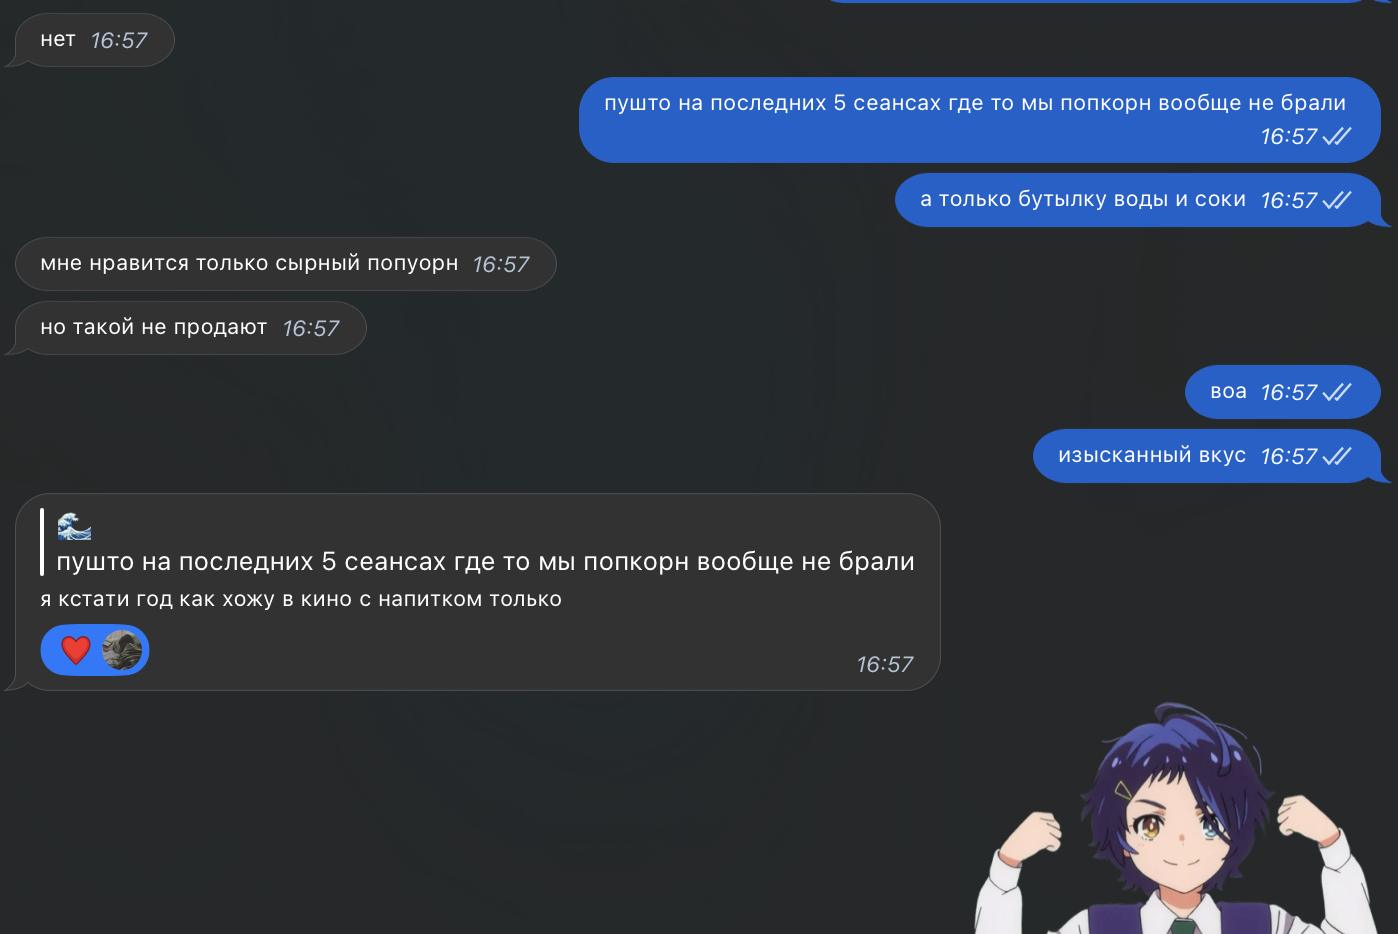 нет 16:57
пушто на последних 5 сеансах где то мы попкорн вообще не брали
16:57
а только бутылку воды и соки 16:57
мне нравится только сырный попуорн 16:57
но такой не продают 16:57
воа 16:57
изысканный вкус 16:57
🌊
пушто на последних 5 сеансах где то мы попкорн вообще не брали
я кстати год как хожу в кино с напитком только
❤️
16:57